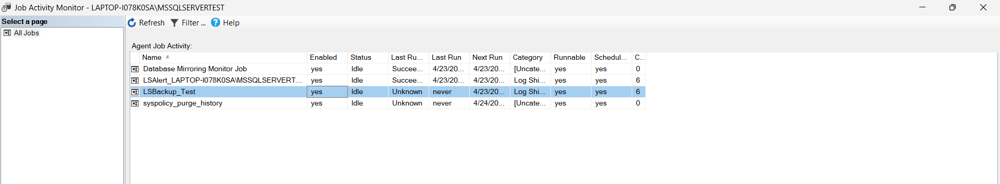 Job Activity Monitor - LAPTOP-I078K0SA\MSSQLSERVERTEST
Select a page
All Jobs
Refresh Filter ... Help
Agent Job Activity:
Name Enabled Status Last Ru... Last Run Next Run Category Runnable Schedul... C...
Database Mirroring Monitor Job yes Idle Succee... 4/23/20... 4/23/20... [Uncate... yes yes 0
LSAlert_LAPTOP-I078K0SA\MSSQLSERVERT... yes Idle Succee... 4/23/20... 4/23/20... Log Shi... yes yes 6
LSBackup_Test yes Idle Unknown never 4/23/20... Log Shi... yes yes 6
syspolicy_purge_history yes Idle Unknown never 4/24/20... [Uncate... yes yes 0